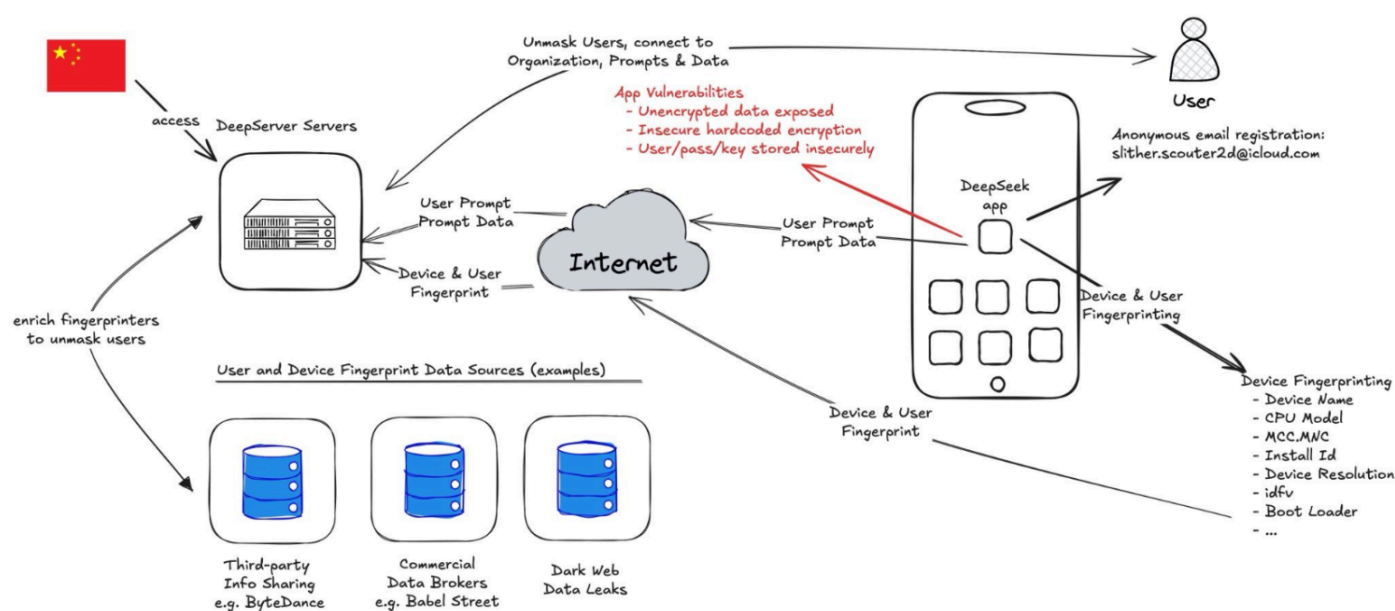 Unmask Users, connect to
Organization, Prompts & Data
User
App Vulnerabilities
- Unencrypted data exposed
- Insecure hardcoded encryption
- User/pass/key stored insecurely
access
DeepServer Servers
Anonymous email registration:
slither.scouter2d@icloud.com
DeepSeek
app
User Prompt
Prompt Data
User Prompt
Prompt Data
Internet
Device & User
Fingerprint
Device & User
Fingerprinting
enrich fingerprinters
to unmask users
User and Device Fingerprint Data Sources (examples)
Device & User
Fingerprint
Device Fingerprinting
- Device Name
- CPU Model
- MCC.MNC
- Install Id
- Device Resolution
- idfv
- Boot Loader
- ...
Third-party
Info Sharing
e.g. ByteDance
Commercial
Data Brokers
e.g. Babel Street
Dark Web
Data Leaks